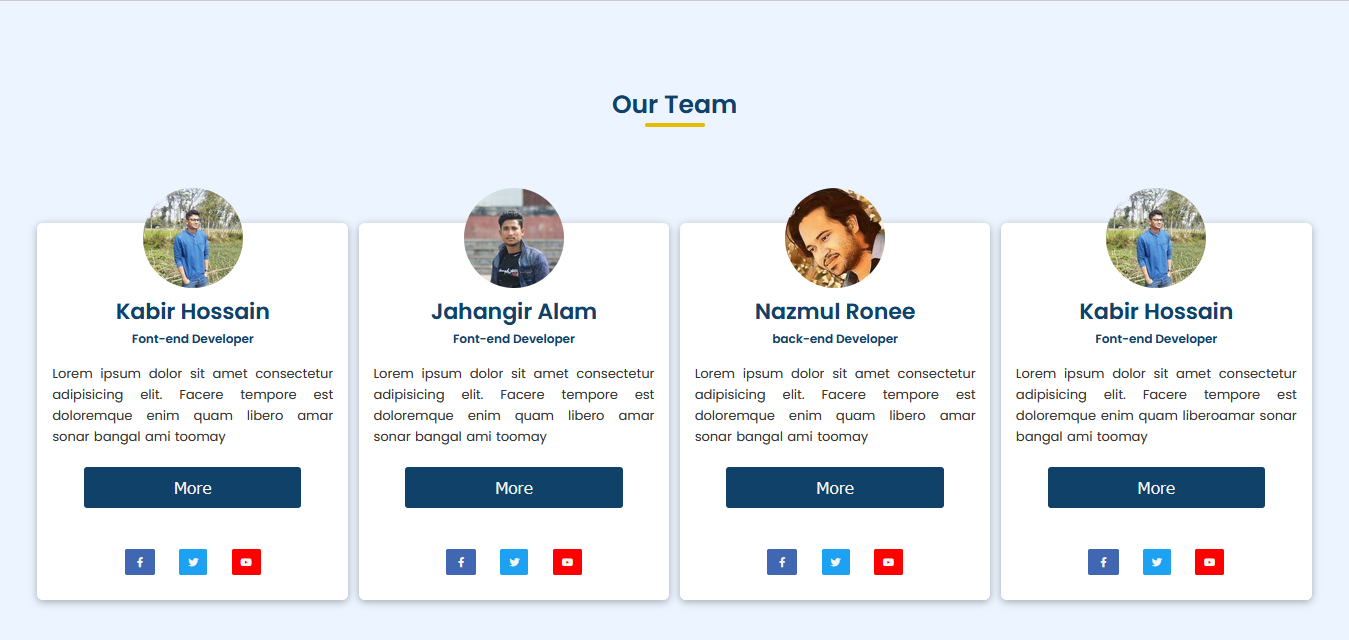 Our Team
Kabir Hossain
Font-end Developer
Lorem ipsum dolor sit amet consectetur
adipisicing elit. Facere tempore est
doloremque enim quam libero amar
sonar bangal ami toomay
More
Jahangir Alam
Font-end Developer
Lorem ipsum dolor sit amet consectetur
adipisicing elit. Facere tempore est
doloremque enim quam libero amar
sonar bangal ami toomay
More
Nazmul Ronee
back-end Developer
Lorem ipsum dolor sit amet consectetur
adipisicing elit. Facere tempore est
doloremque enim quam libero amar
sonar bangal ami toomay
More
Kabir Hossain
Font-end Developer
Lorem ipsum dolor sit amet consectetur
adipisicing elit. Facere tempore est
doloremque enim quam liberoamar sonar
bangal ami toomay
More